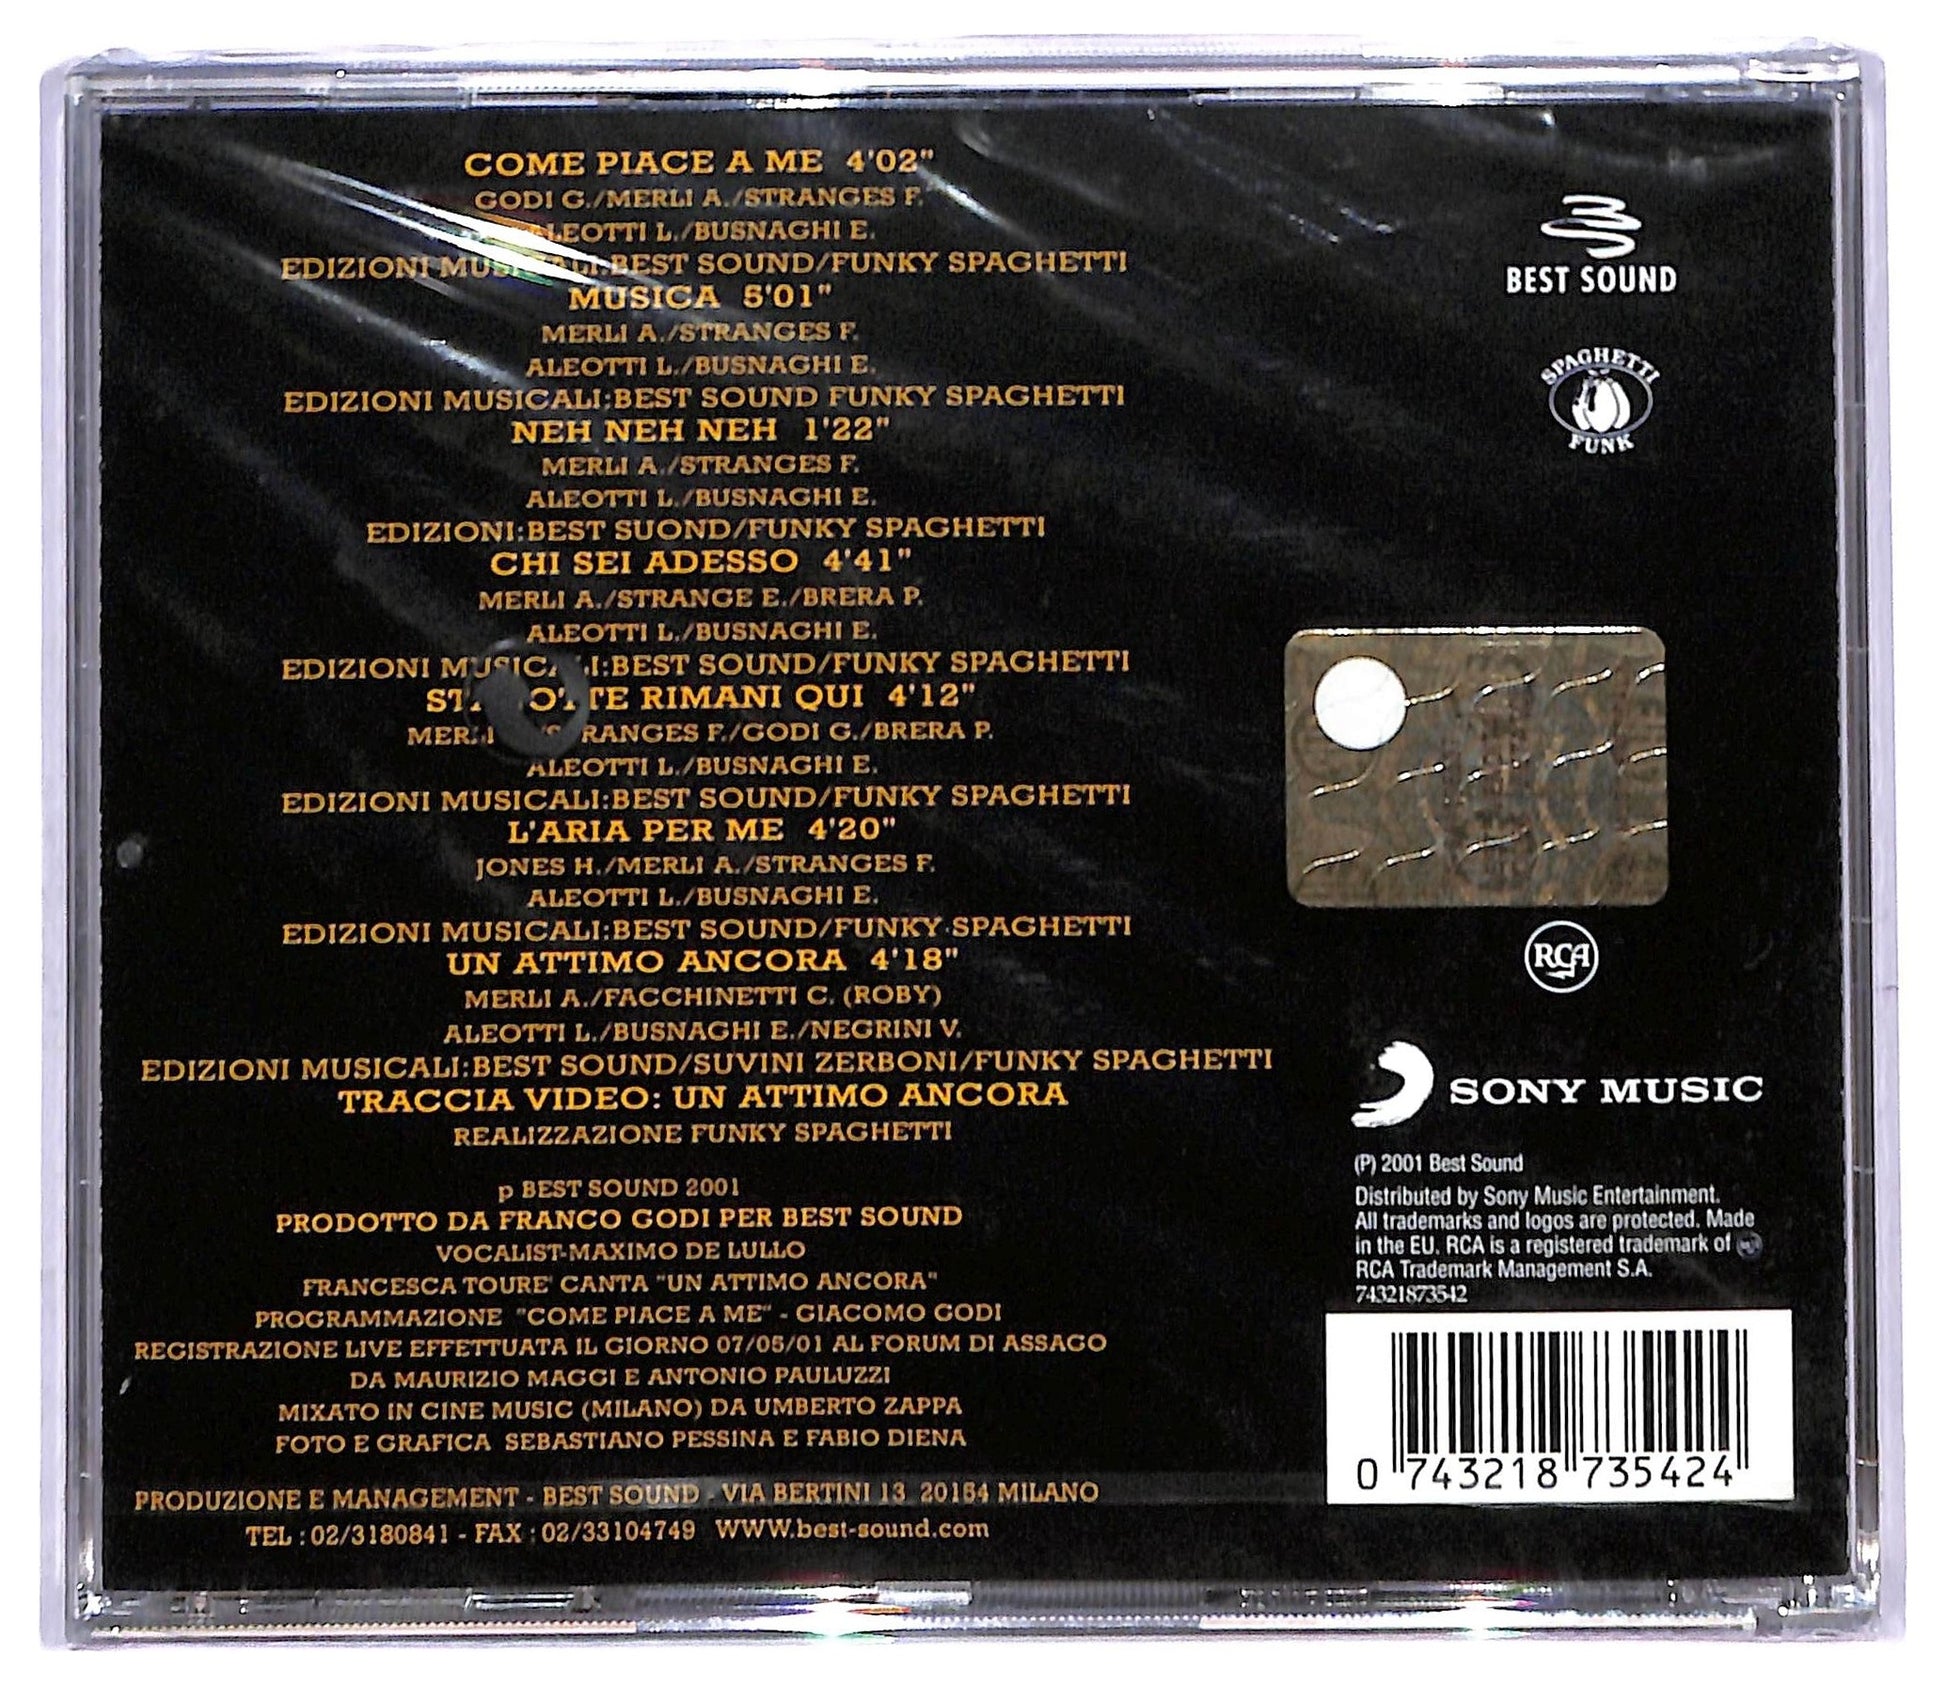 COME PIACE A ME 4'02"
GODI G./MERLI A./STRANGES F.
ALEOTTI L./BUSNAGHI E.
EDIZIONI MUSICALI:BEST SOUND/FUNKY SPAGHETTI
MUSICA 5'01"
MERLI A./STRANGES F.
ALEOTTI L./BUSNAGHI E.
EDIZIONI MUSICALI:BEST SOUND FUNKY SPAGHETTI
NEH NEH NEH 1'22"
MERLI A./STRANGES F.
ALEOTTI L./BUSNAGHI E.
EDIZIONI:BEST SUOND/FUNKY SPAGHETTI
CHI SEI ADESSO 4'41"
MERLI A./STRANGE E./BRERA P.
ALEOTTI L./BUSNAGHI E.
EDIZIONI MUSICALI:BEST SOUND/FUNKY SPAGHETTI
STANOTTE RIMANI QUI 4'12"
MERLI A./STRANGES F./GODI G./BRERA P.
ALEOTTI L./BUSNAGHI E.
EDIZIONI MUSICALI:BEST SOUND/FUNKY SPAGHETTI
L'ARIA PER ME 4'20"
JONES H./MERLI A./STRANGES F.
ALEOTTI L./BUSNAGHI E.
EDIZIONI MUSICALI:BEST SOUND/FUNKY SPAGHETTI
UN ATTIMO ANCORA 4'18"
MERLI A./FACCHINETTI C. (ROBY)
ALEOTTI L./BUSNAGHI E./NEGRINI V.
EDIZIONI MUSICALI:BEST SOUND/SUVINI ZERBONI/FUNKY SPAGHETTI
TRACCIA VIDEO: UN ATTIMO ANCORA
REALIZZAZIONE FUNKY SPAGHETTI
p BEST SOUND 2001
PRODOTTO DA FRANCO GODI PER BEST SOUND
VOCALIST-MAXIMO DE LULLO
FRANCESCA TOURE' CANTA "UN ATTIMO ANCORA"
PROGRAMMAZIONE "COME PIACE A ME" - GIACOMO GODI
REGISTRAZIONE LIVE EFFETTUATA IL GIORNO 07/05/01 AL FORUM DI ASSAGO
DA MAURIZIO MAGGI E ANTONIO PAULUZZI
MIXATO IN CINE MUSIC (MILANO) DA UMBERTO ZAPPA
FOTO E GRAFICA SEBASTIANO PESSINA E FABIO DIENA
PRODUZIONE E MANAGEMENT - BEST SOUND - VIA BERTINI 13 20154 MILANO
TEL : 02/3180841 - FAX : 02/33104749 WWW.best-sound.com
BEST SOUND
SPAGHETTI
FUNK
RCA
SONY MUSIC
(P) 2001 Best Sound
Distributed by Sony Music Entertainment.
All trademarks and logos are protected. Made
in the EU. RCA is a registered trademark of
RCA Trademark Management S.A.
74321873542
0 743218 735424